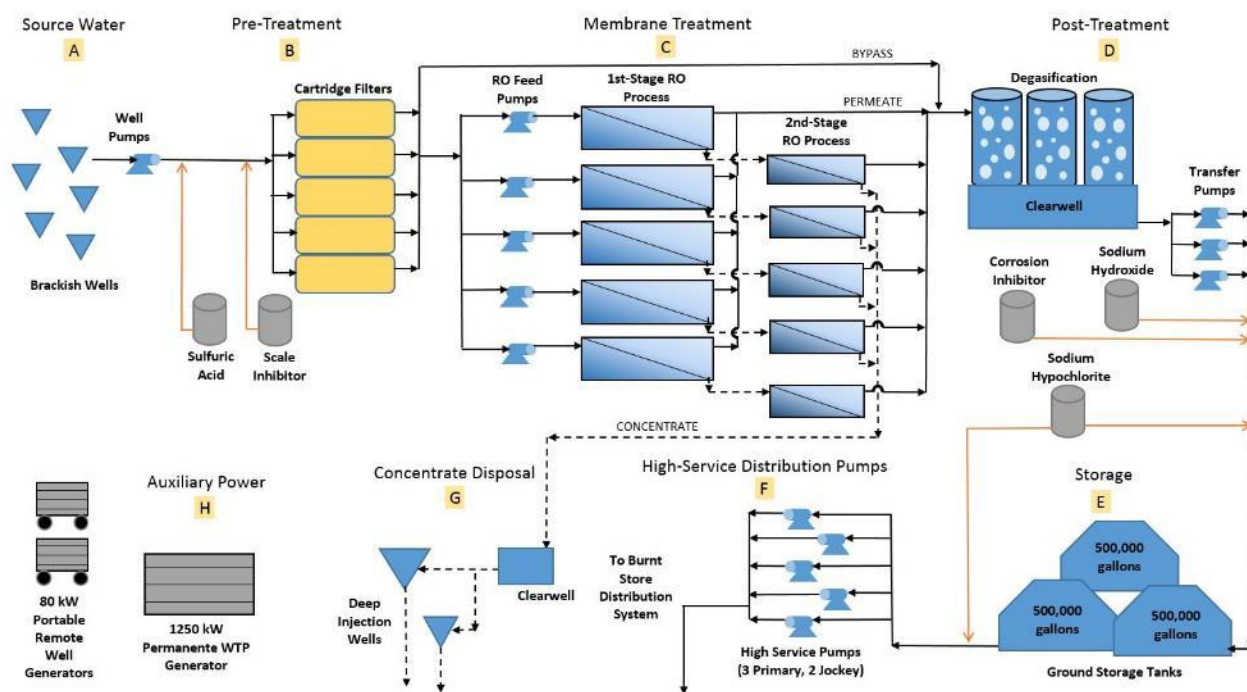 Source Water
A
Pre-Treatment
B
Membrane Treatment
C
Post-Treatment
D
BYPASS
Cartridge Filters
RO Feed
Pumps
1st-Stage RO
Process
PERMEATE
2nd-Stage
RO Process
Degasification
Well
Pumps
Clearwell
Transfer
Pumps
Brackish Wells
Sulfuric
Acid
Scale
Inhibitor
Corrosion
Inhibitor
Sodium
Hydroxide
Sodium
Hypochlorite
CONCENTRATE
Auxiliary Power
H
Concentrate Disposal
G
High-Service Distribution Pumps
F
Storage
E
80 kW
Portable
Remote
Well
Generators
1250 kW
Permanente WTP
Generator
Deep
Injection
Wells
Clearwell
To Burnt
Store
Distribution
System
High Service Pumps
(3 Primary, 2 Jockey)
500,000
gallons
500,000
gallons
500,000
gallons
Ground Storage Tanks